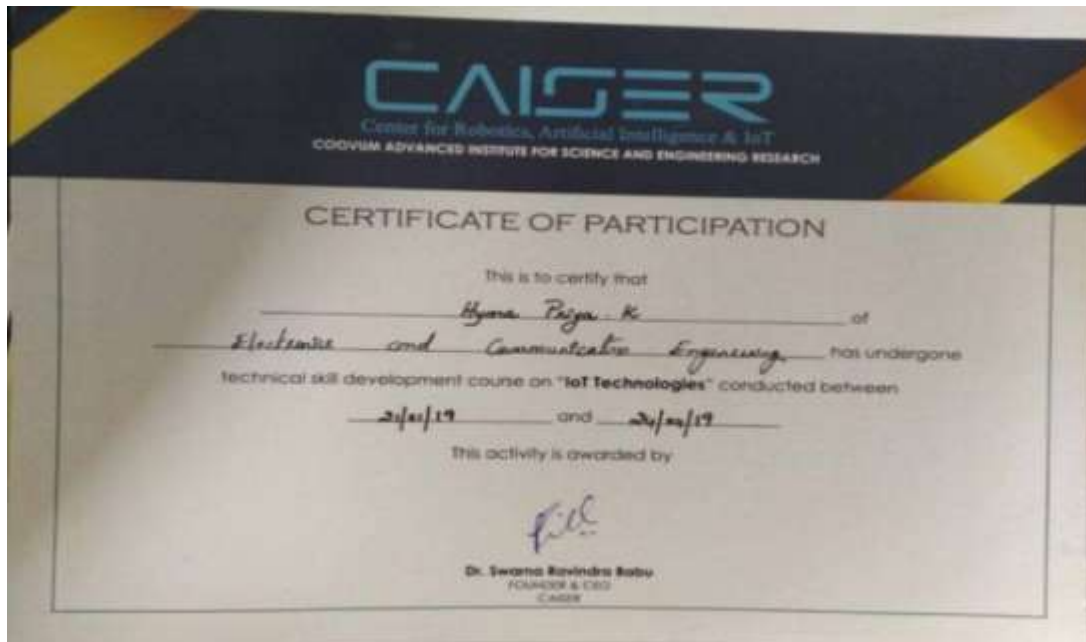 CAISER
Center for Robotics, Artificial Intelligence & IoT
COOVUM ADVANCED INSTITUTE FOR SCIENCE AND ENGINEERING RESEARCH
CERTIFICATE OF PARTICIPATION
This is to certify that
Hyma Priya K of
Electronics and Communication Engineering has undergone
technical skill development course on "IoT Technologies" conducted between
and
This activity is awarded by
Dr. Swarna Ravindra Babu
FOUNDER & CEO
CAISER